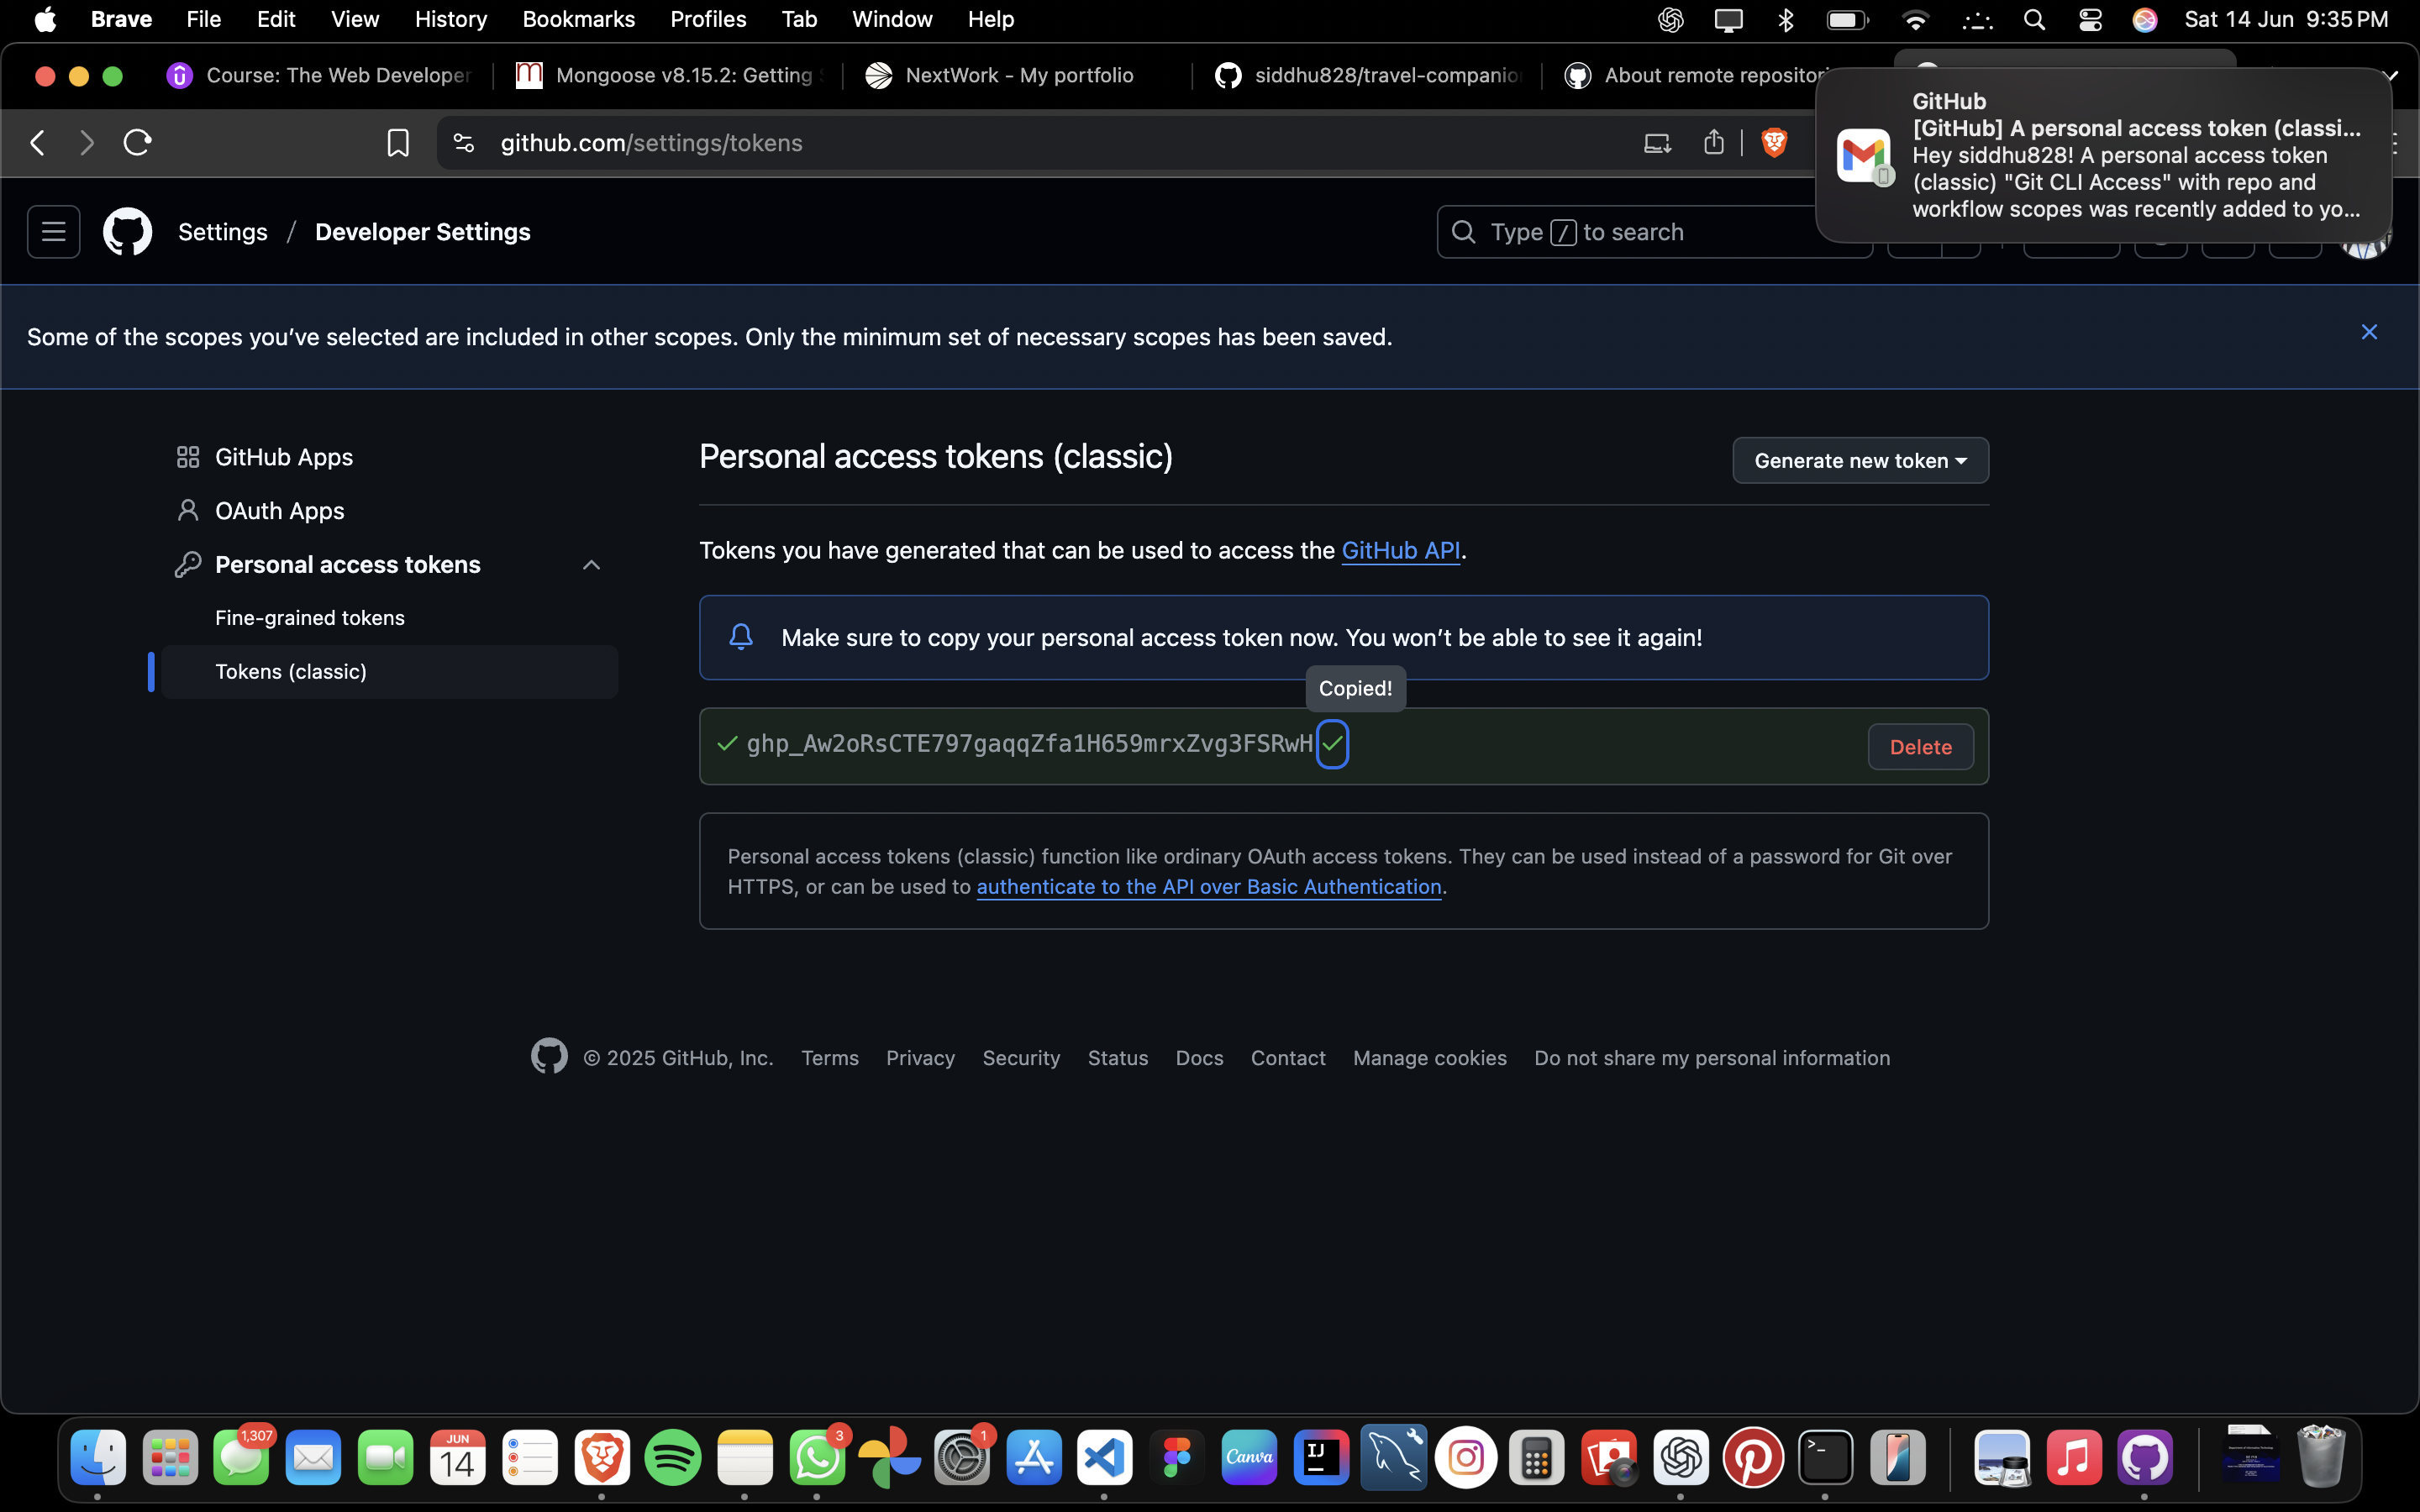 Brave File Edit View History Bookmarks Profiles Tab Window Help Sat 14 Jun 9:35 PM
Course: The Web Developer
Mongoose v8.15.2: Getting
NextWork - My portfolio
siddhu828/travel-companion
About remote repositori
github.com/settings/tokens
GitHub
[GitHub] A personal access token (classi...
Hey siddhu828! A personal access token
(classic) "Git CLI Access" with repo and
workflow scopes was recently added to yo...
Settings / Developer Settings
Type / to search
Some of the scopes you’ve selected are included in other scopes. Only the minimum set of necessary scopes has been saved.
GitHub Apps
OAuth Apps
Personal access tokens
Fine-grained tokens
Tokens (classic)
Personal access tokens (classic)
Generate new token
Tokens you have generated that can be used to access the GitHub API.
Make sure to copy your personal access token now. You won’t be able to see it again!
Copied!
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
Delete
Personal access tokens (classic) function like ordinary OAuth access tokens. They can be used instead of a password for Git over
HTTPS, or can be used to authenticate to the API over Basic Authentication.
© 2025 GitHub, Inc. Terms Privacy Security Status Docs Contact Manage cookies Do not share my personal information
1,307
JUN
14
3
1
Canva
IJ